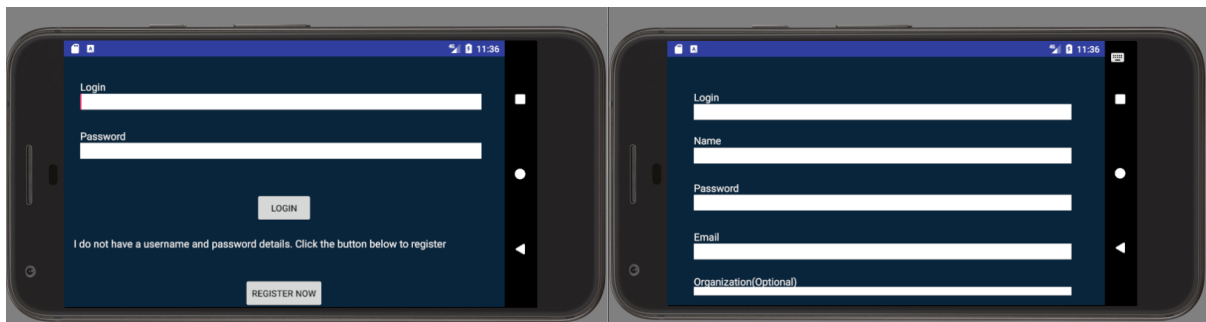 11:36
Login
Password
LOGIN
I do not have a username and password details. Click the button below to register
REGISTER NOW
11:36
Login
Name
Password
Email
Organization(Optional)